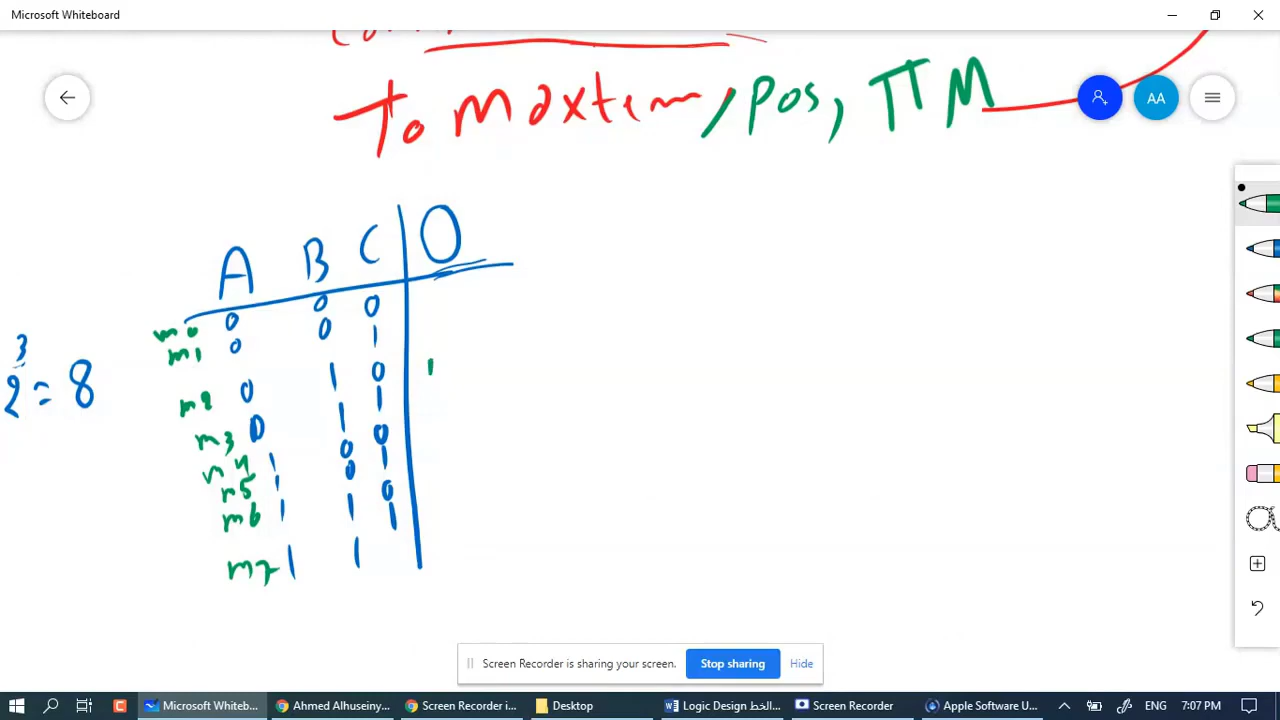 Microsoft Whiteboard
To maxterm/pos, ΠM
AA
A B C O
m0 0 0 0
m1 0 0 1
m2 0 1 0 1
m3 0 1 1
m4 1 0 0
m5 1 0 1
m6 1 1 0
m7 1 1 1
2³ = 8
Screen Recorder is sharing your screen. Stop sharing Hide
Microsoft Whiteb... Ahmed Alhuseiny... Screen Recorder i... Desktop Logic Design الخط... Screen Recorder Apple Software U... ENG 7:07 PM